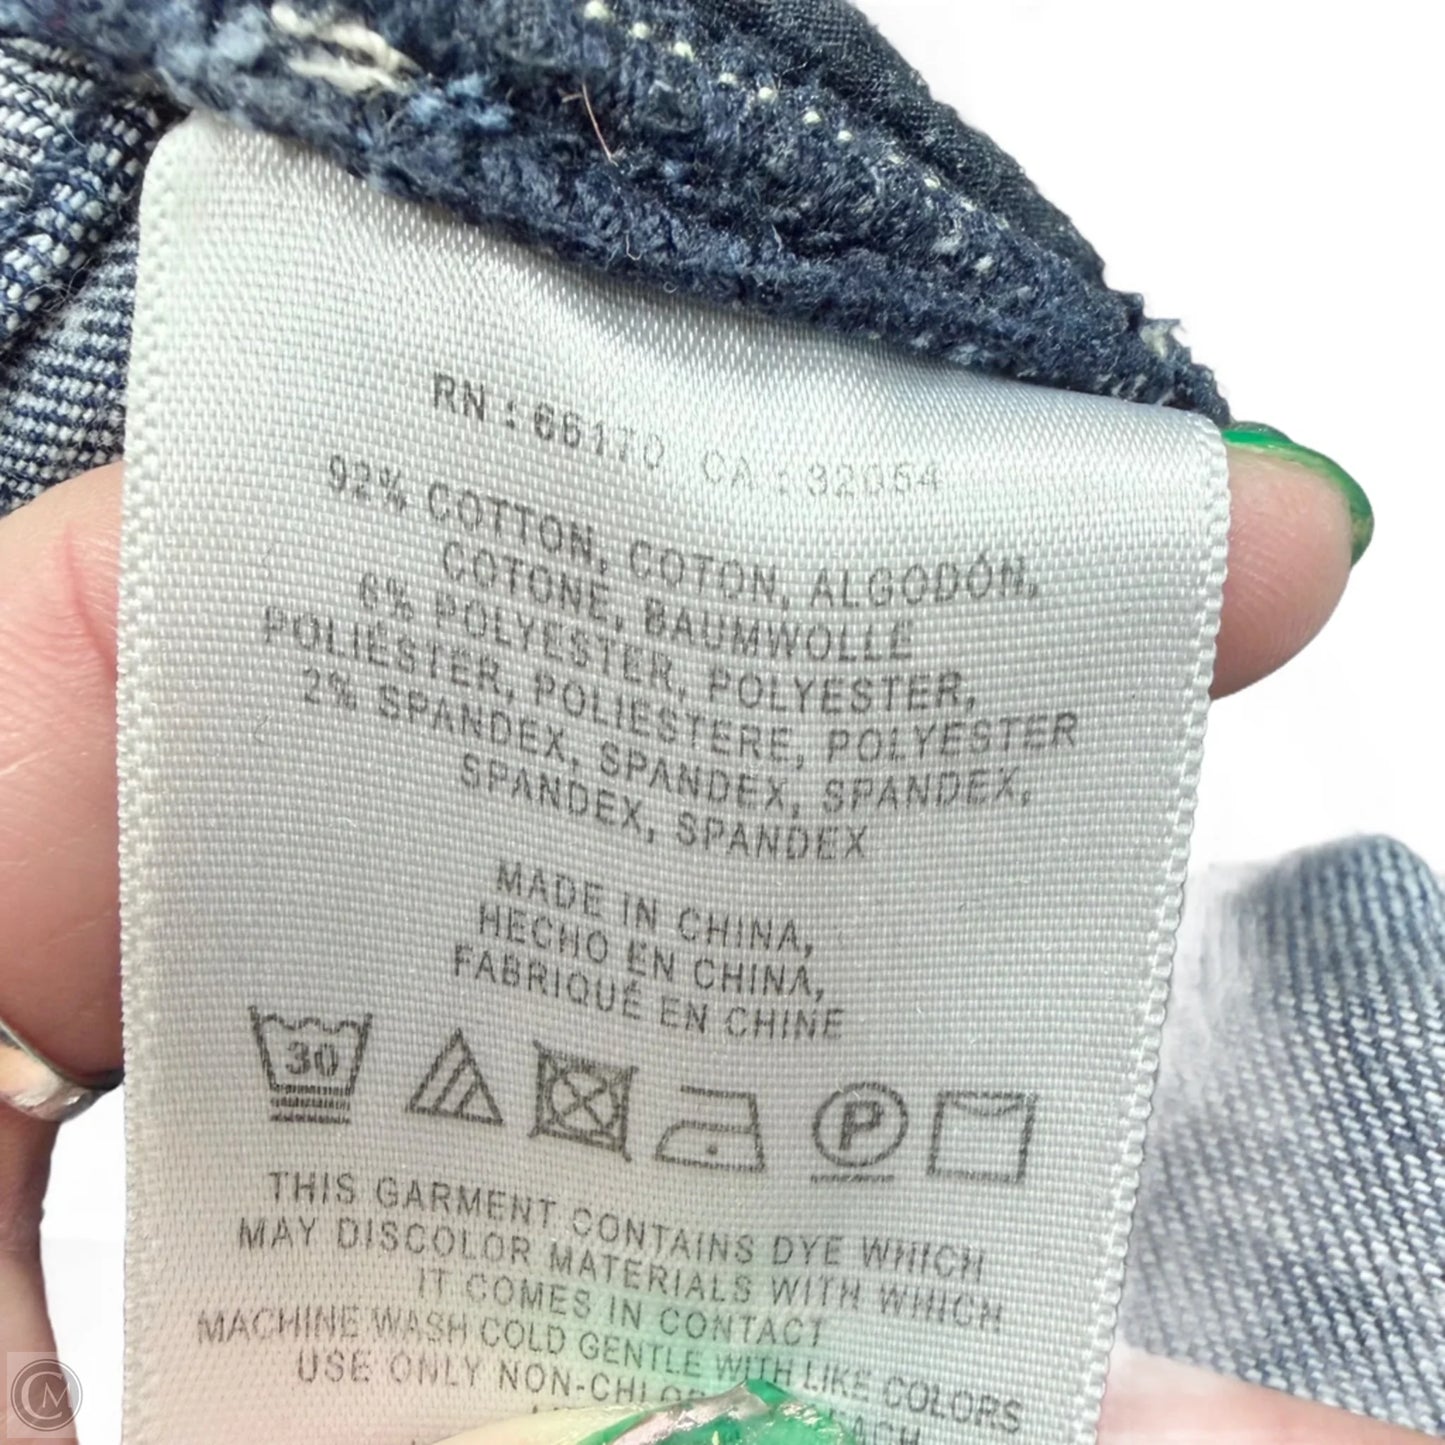 RN : 66170 CA : 32054
92% COTTON, COTON, ALGODÓN,
COTONE, BAUMWOLLE
6% POLYESTER, POLYESTER,
POLIÉSTER, POLIESTERE, POLYESTER
2% SPANDEX, SPANDEX, SPANDEX,
SPANDEX, SPANDEX
MADE IN CHINA,
HECHO EN CHINA,
FABRIQUÉ EN CHINE
30 P
THIS GARMENT CONTAINS DYE WHICH
MAY DISCOLOR MATERIALS WITH WHICH
IT COMES IN CONTACT
MACHINE WASH COLD GENTLE WITH LIKE COLORS
USE ONLY
CM